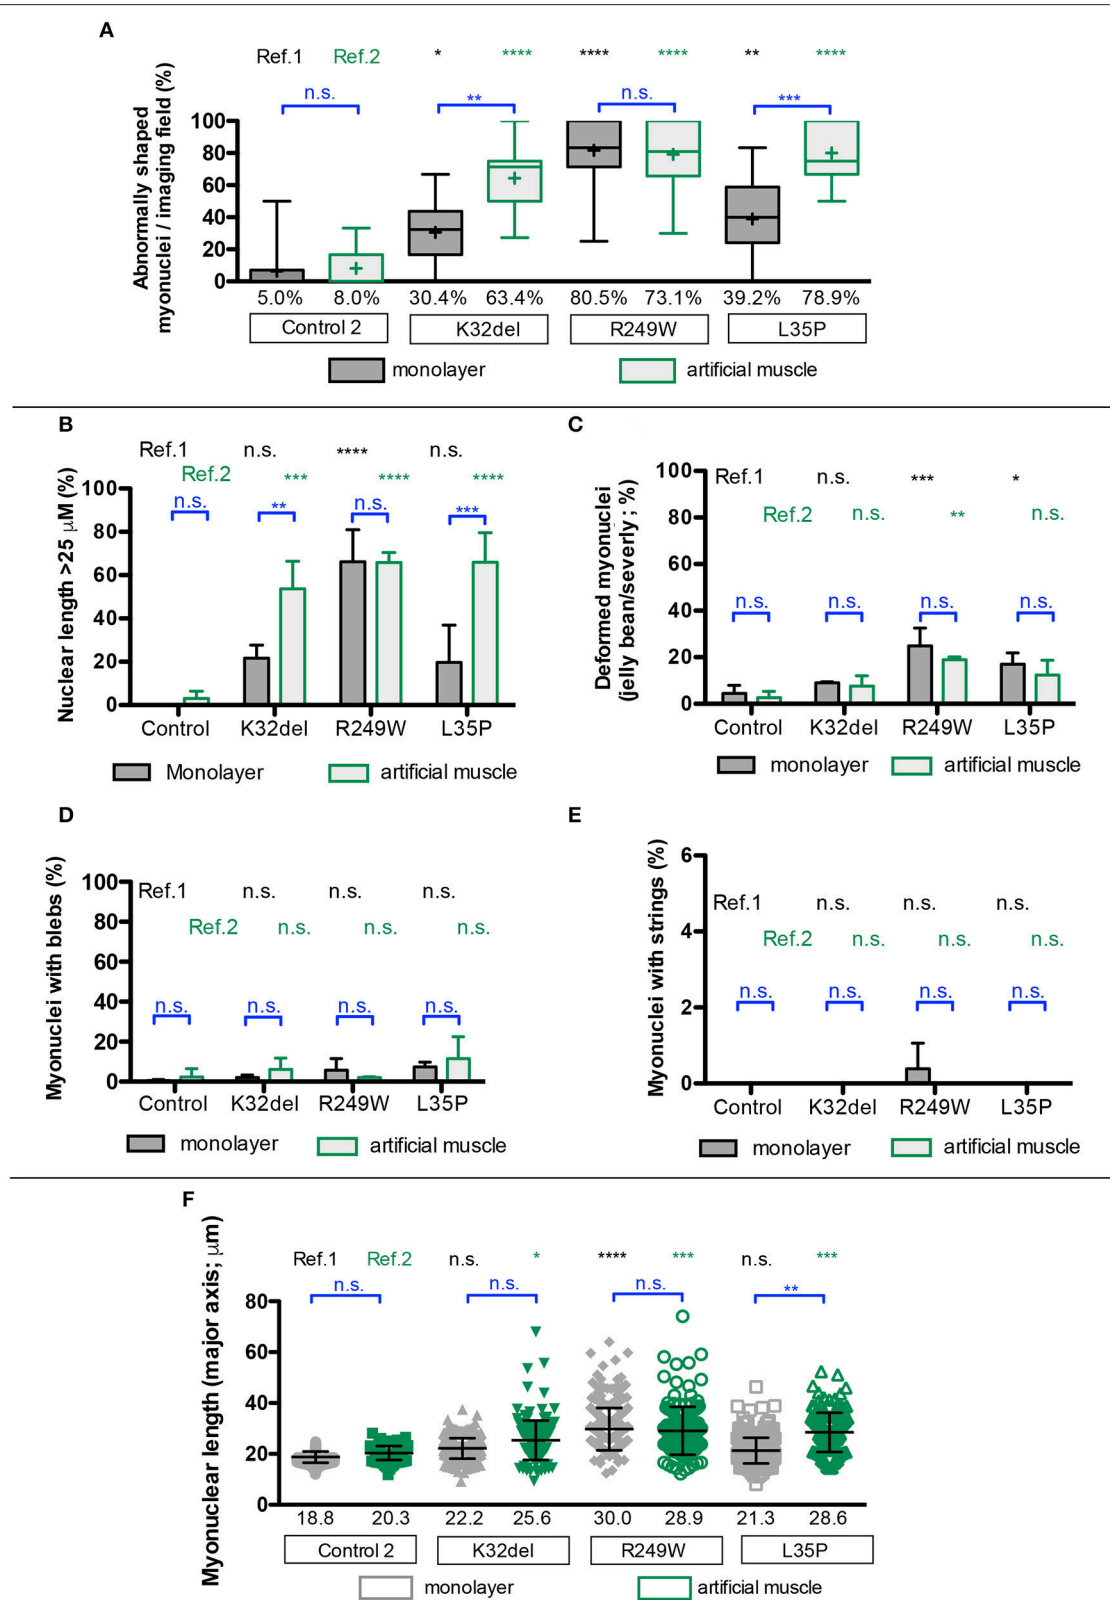 A
Ref.1 Ref.2 * **** **** **** ** ****
n.s. ** n.s. ***
Abnormally shaped
myonuclei / imaging field (%)
100
80
60
40
20
0
5.0% 8.0% 30.4% 63.4% 80.5% 73.1% 39.2% 78.9%
Control 2 K32del R249W L35P
monolayer artificial muscle
B
Ref.1 n.s. **** n.s.
Ref.2 *** **** ****
n.s. ** n.s. ***
Nuclear length >25 μM (%)
100
80
60
40
20
0
Control K32del R249W L35P
Monolayer artificial muscle
C
Ref.1 n.s. *** *
Ref.2 n.s. ** n.s.
n.s. n.s. n.s. n.s.
Deformed myonuclei
(jelly bean/severly ; %)
100
80
60
40
20
0
Control K32del R249W L35P
monolayer artificial muscle
D
Ref.1 n.s. n.s. n.s.
Ref.2 n.s. n.s. n.s.
n.s. n.s. n.s. n.s.
Myonuclei with blebs (%)
100
80
60
40
20
0
Control K32del R249W L35P
monolayer artificial muscle
E
Ref.1 n.s. n.s. n.s.
Ref.2 n.s. n.s. n.s.
n.s. n.s. n.s. n.s.
Myonuclei with strings (%)
6
4
2
0
Control K32del R249W L35P
monolayer artificial muscle
F
Ref.1 Ref.2 n.s. * **** *** n.s. ***
n.s. n.s. n.s. **
Myonuclear length (major axis; μm)
80
60
40
20
0
18.8 20.3 22.2 25.6 30.0 28.9 21.3 28.6
Control 2 K32del R249W L35P
monolayer artificial muscle